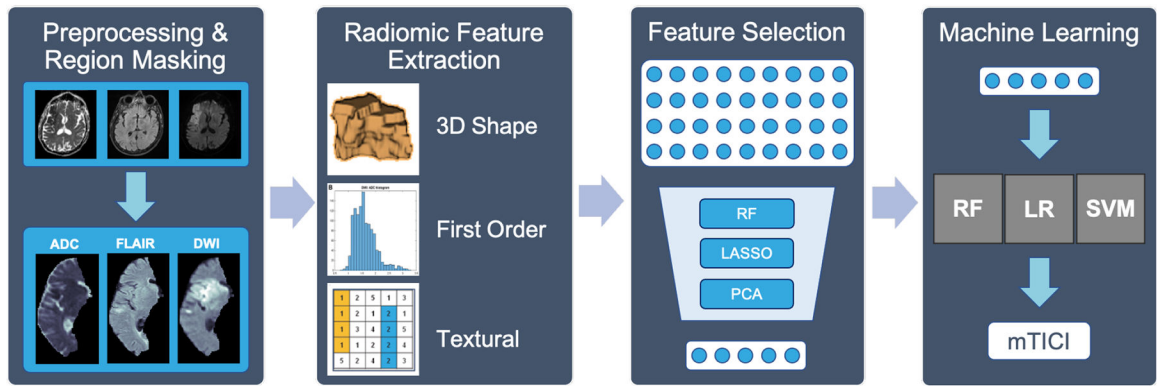 Preprocessing &
Region Masking
ADC FLAIR DWI
Radiomic Feature
Extraction
3D Shape
B
First Order
1 2 5 1 3
1 2 1 2 1
1 3 4 2 5
1 1 2 2 4
5 2 4 2 3
Textural
Feature Selection
RF
LASSO
PCA
Machine Learning
RF LR SVM
mTICI